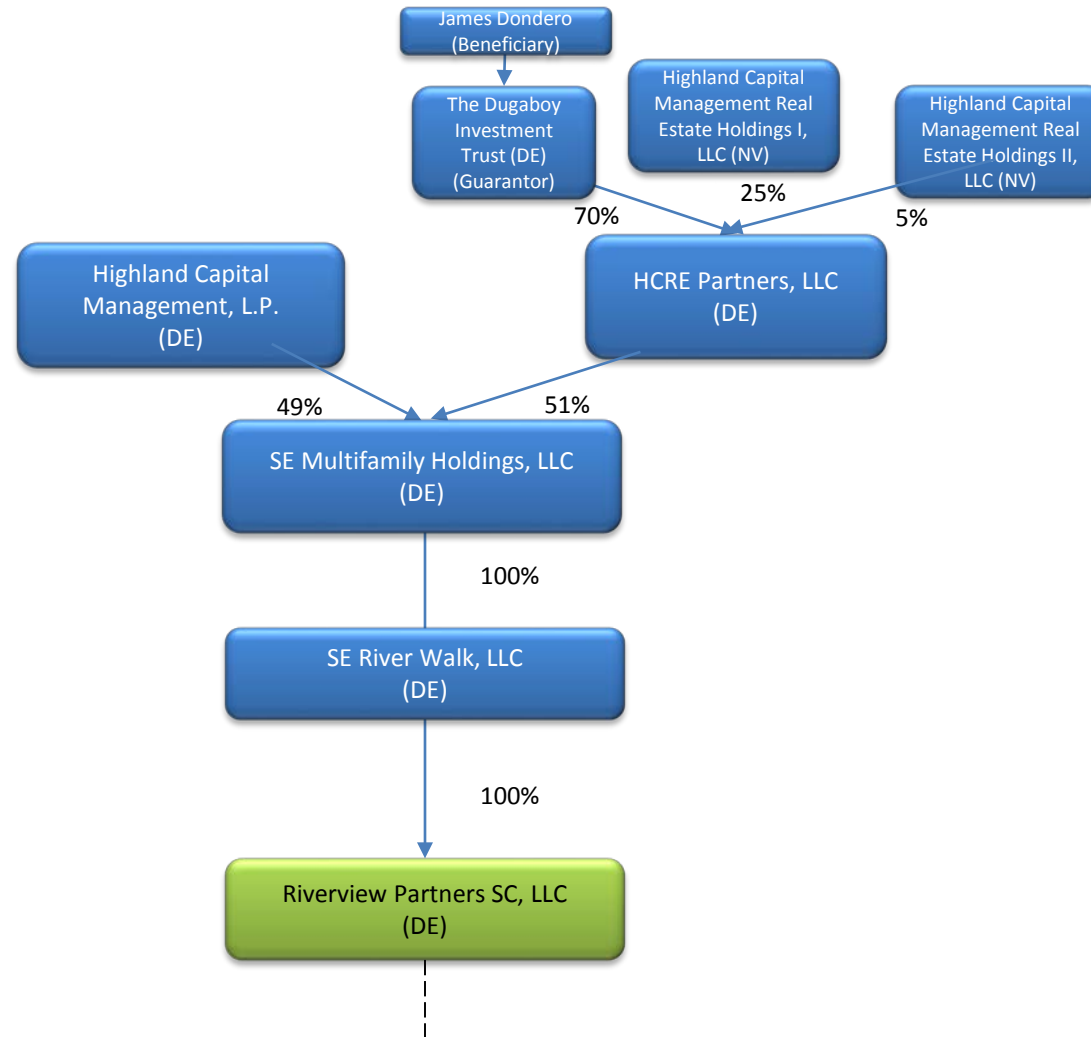 James Dondero
(Beneficiary)
The Dugaboy
Investment
Trust (DE)
(Guarantor)
Highland Capital
Management Real
Estate Holdings I,
LLC (NV)
Highland Capital
Management Real
Estate Holdings II,
LLC (NV)
70%
25%
5%
Highland Capital
Management, L.P.
(DE)
HCRE Partners, LLC
(DE)
49%
51%
SE Multifamily Holdings, LLC
(DE)
100%
SE River Walk, LLC
(DE)
100%
Riverview Partners SC, LLC
(DE)